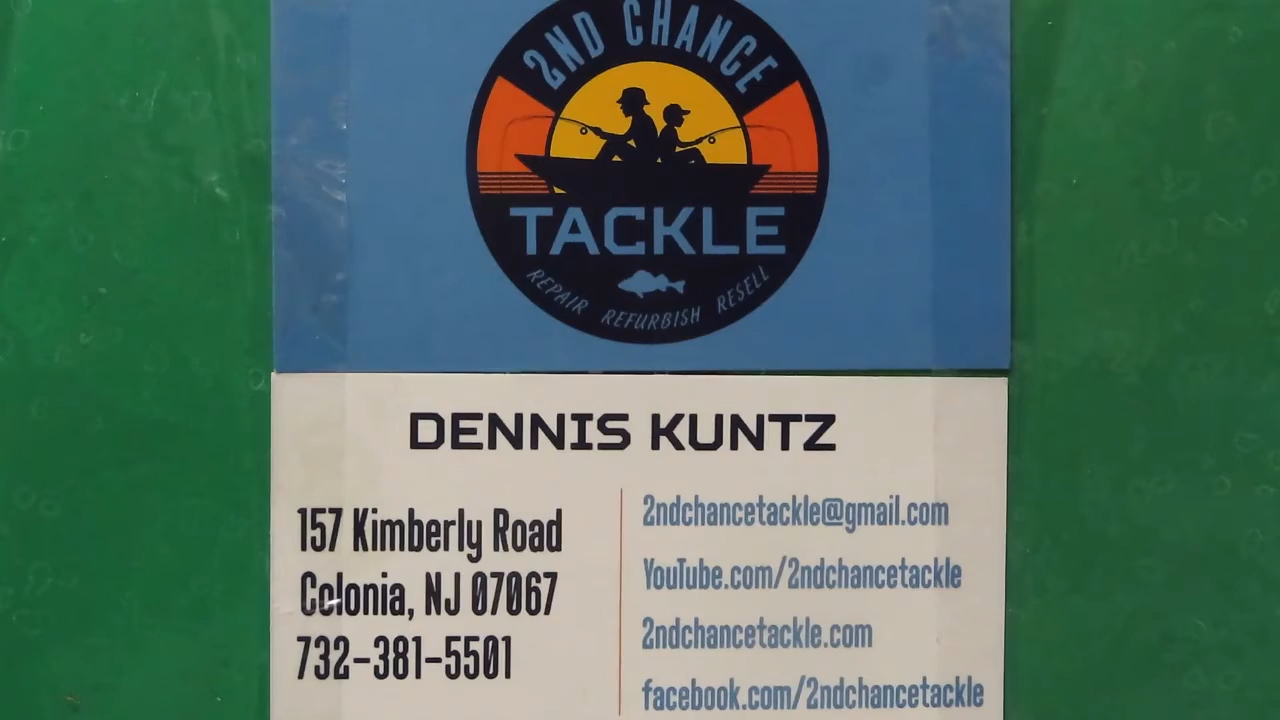 2ND CHANCE
TACKLE
REPAIR REFURBISH RESELL
DENNIS KUNTZ
157 Kimberly Road
Colonia, NJ 07067
732-381-5501
2ndchancetackle@gmail.com
YouTube.com/2ndchancetackle
2ndchancetackle.com
facebook.com/2ndchancetackle